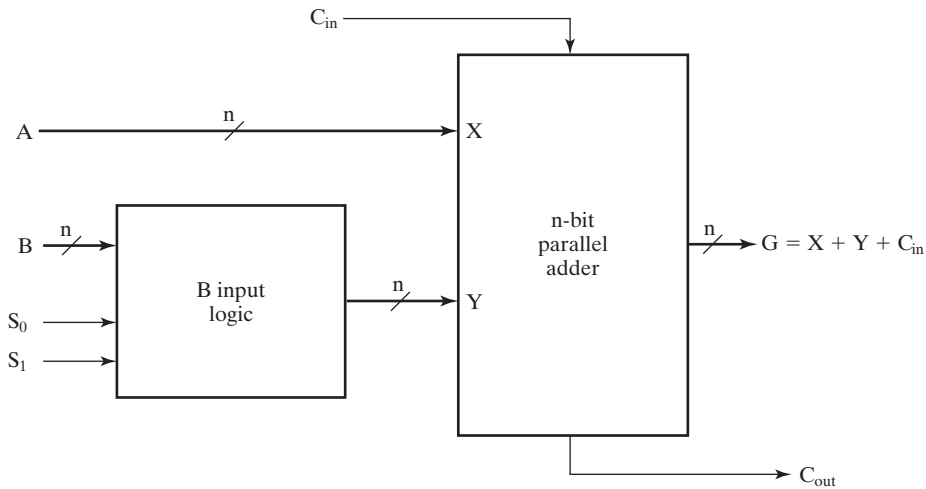 C_in
n
A
X
n
B
B input
logic
S_0
S_1
n
Y
n-bit
parallel
adder
n
G = X + Y + C_in
C_out